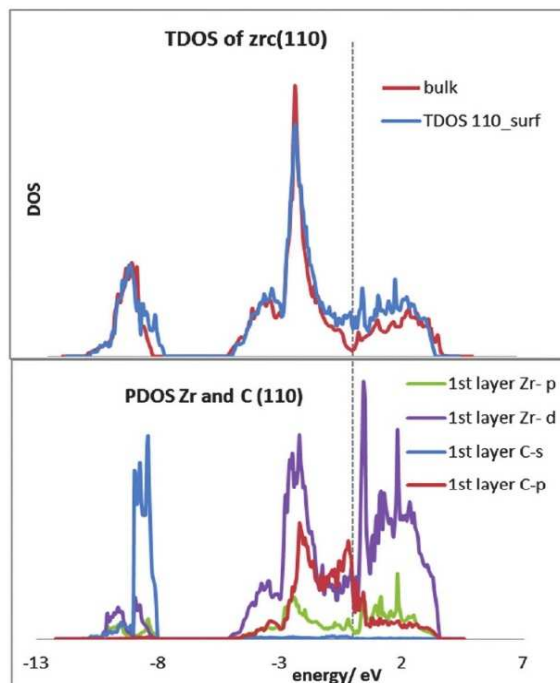 TDOS of zrc(110)
bulk
TDOS 110_surf
DOS
PDOS Zr and C (110)
1st layer Zr- p
1st layer Zr- d
1st layer C-s
1st layer C-p
-13 -8 -3 2 7
energy/ eV